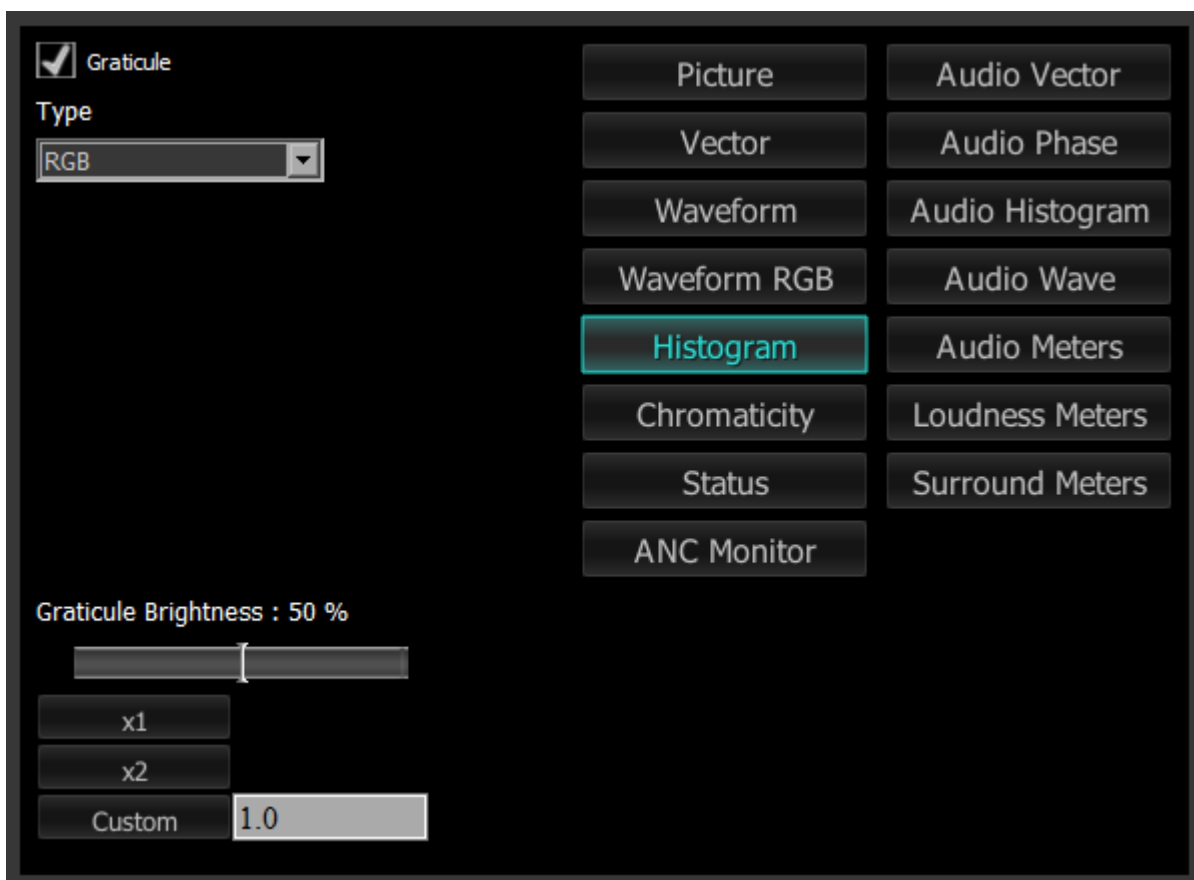 Graticule
Type
RGB
Picture
Audio Vector
Vector
Audio Phase
Waveform
Audio Histogram
Waveform RGB
Audio Wave
Histogram
Audio Meters
Chromaticity
Loudness Meters
Status
Surround Meters
ANC Monitor
Graticule Brightness : 50 %
x1
x2
Custom
1.0